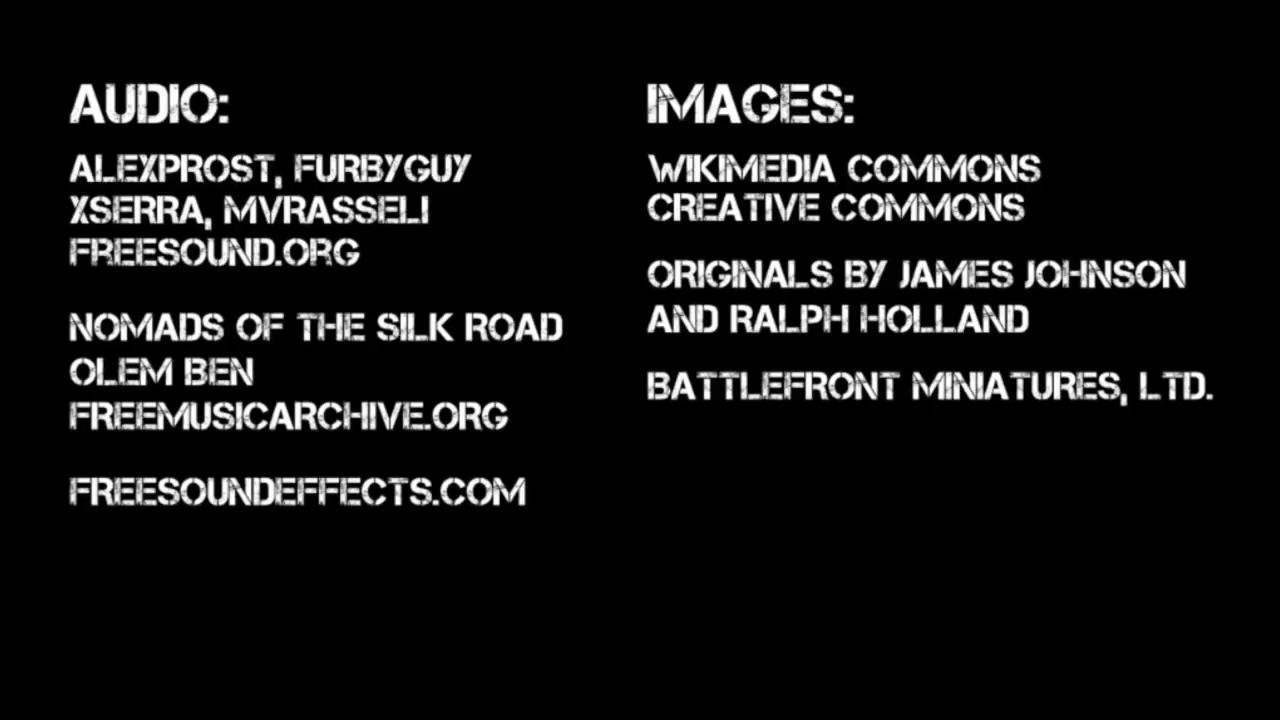 AUDIO:
ALEXPROST, FURBYGUY
XSERRA, MVRASSELI
FREESOUND.ORG
NOMADS OF THE SILK ROAD
OLEM BEN
FREEMUSICARCHIVE.ORG
FREESOUNDEFFECTS.COM
IMAGES:
WIKIMEDIA COMMONS
CREATIVE COMMONS
ORIGINALS BY JAMES JOHNSON
AND RALPH HOLLAND
BATTLEFRONT MINIATURES, LTD.